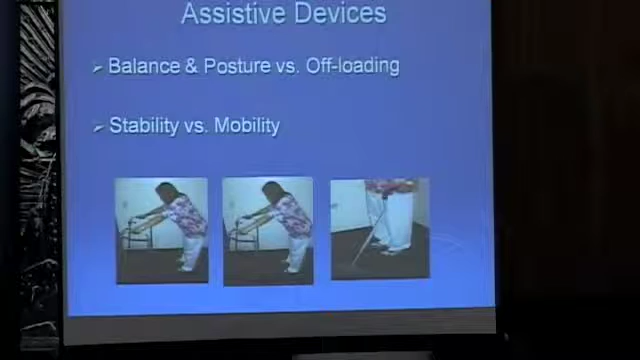 Assistive Devices
Balance & Posture vs. Off-loading
Stability vs. Mobility